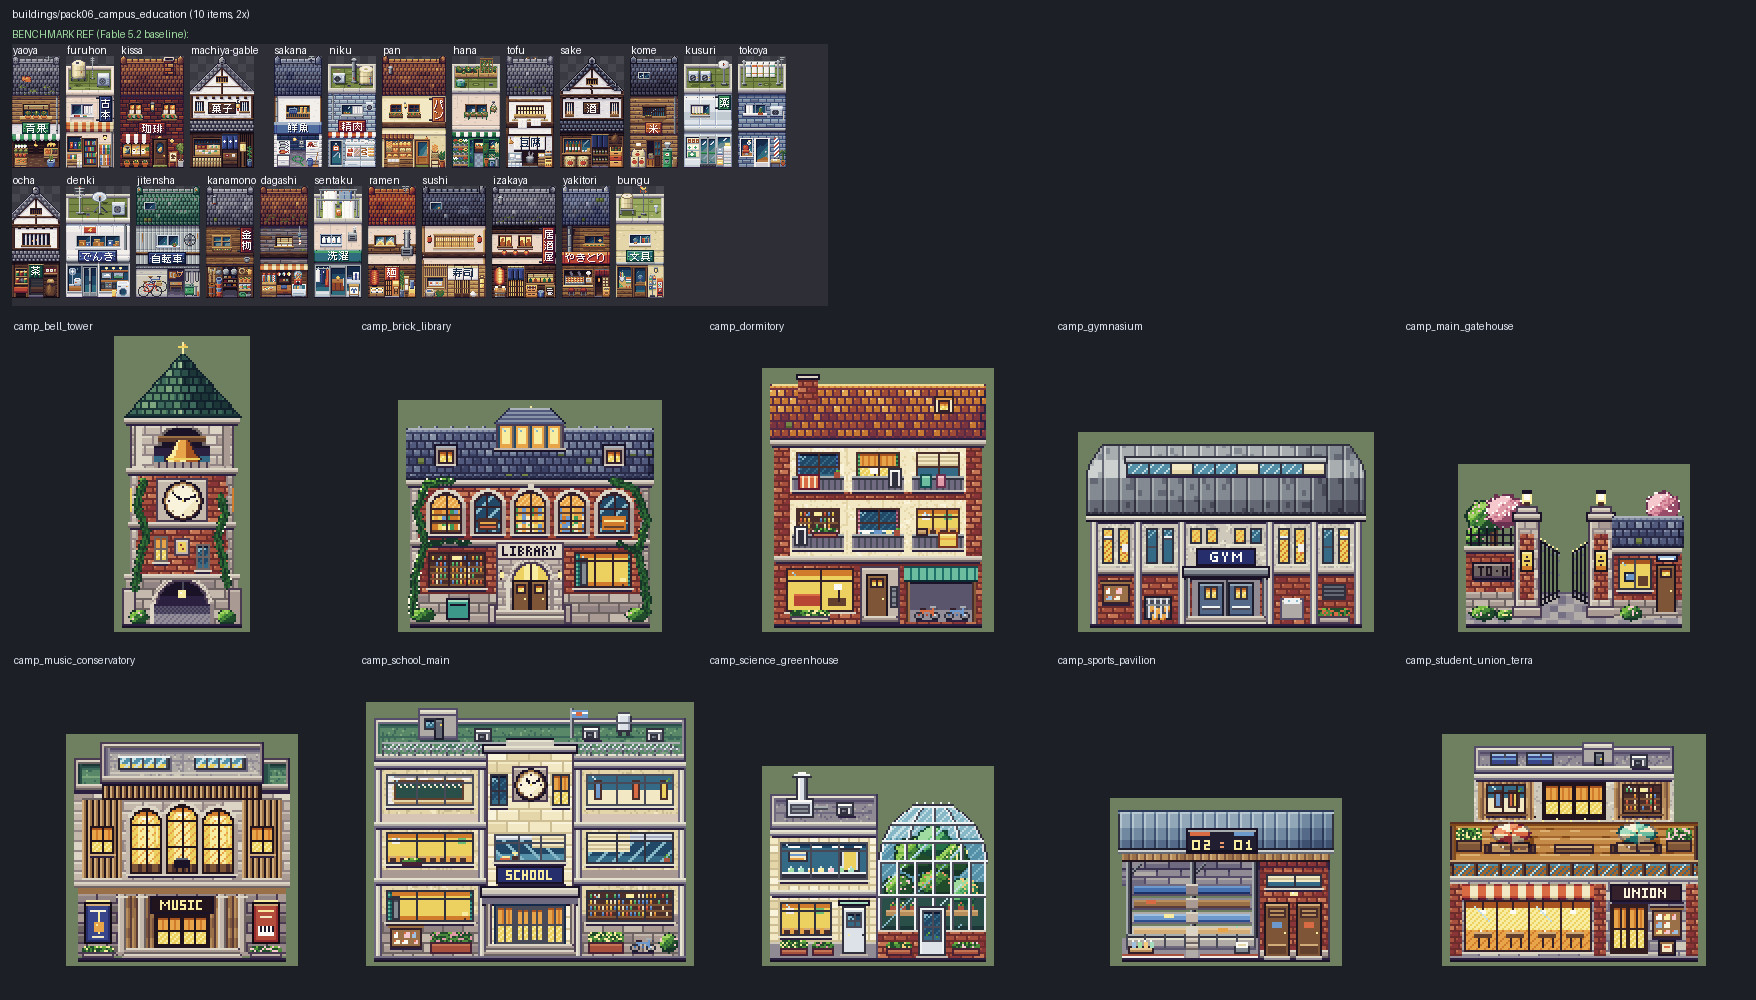 buildings/pack06_campus_education (10 items, 2x)
BENCHMARK REF (Fable 5.2 baseline):
yaoya furuhon kissa machiya-gable sakana niku pan hana tofu sake kome kusuri tokoya
青果 古本 珈琲 菓子 鮮魚 精肉 パン 豆腐 酒 米 薬
ocha denki jitensha kanamono dagashi sentaku ramen sushi izakaya yakitori bungu
茶 でんき 自転車 金物 洗濯 麺 寿司 居酒屋 やきとり 文具
camp_bell_tower camp_brick_library camp_dormitory camp_gymnasium camp_main_gatehouse
LIBRARY
GYM
camp_music_conservatory camp_school_main camp_science_greenhouse camp_sports_pavilion camp_student_union_terra
02 : 01
SCHOOL
UNION
MUSIC